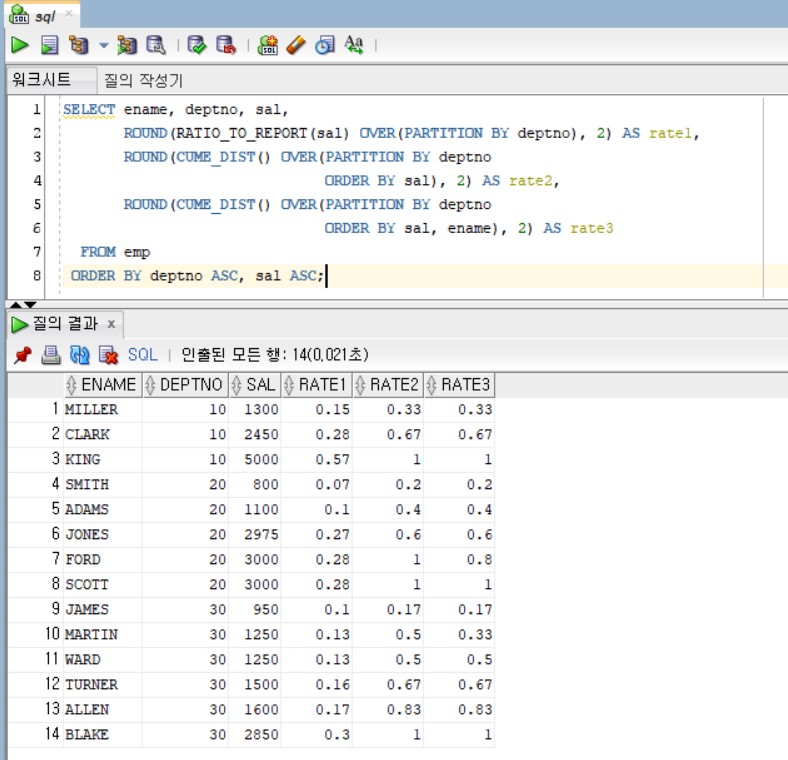 sql
워크시트 질의 작성기
1 SELECT ename, deptno, sal,
2 ROUND(RATIO_TO_REPORT(sal) OVER(PARTITION BY deptno), 2) AS rate1,
3 ROUND(CUME_DIST() OVER(PARTITION BY deptno
4 ORDER BY sal), 2) AS rate2,
5 ROUND(CUME_DIST() OVER(PARTITION BY deptno
6 ORDER BY sal, ename), 2) AS rate3
7 FROM emp
8 ORDER BY deptno ASC, sal ASC;
질의 결과 x
SQL | 인출된 모든 행: 14(0,021초)
ENAME DEPTNO SAL RATE1 RATE2 RATE3
1 MILLER 10 1300 0.15 0.33 0.33
2 CLARK 10 2450 0.28 0.67 0.67
3 KING 10 5000 0.57 1 1
4 SMITH 20 800 0.07 0.2 0.2
5 ADAMS 20 1100 0.1 0.4 0.4
6 JONES 20 2975 0.27 0.6 0.6
7 FORD 20 3000 0.28 1 0.8
8 SCOTT 20 3000 0.28 1 1
9 JAMES 30 950 0.1 0.17 0.17
10 MARTIN 30 1250 0.13 0.5 0.33
11 WARD 30 1250 0.13 0.5 0.5
12 TURNER 30 1500 0.16 0.67 0.67
13 ALLEN 30 1600 0.17 0.83 0.83
14 BLAKE 30 2850 0.3 1 1